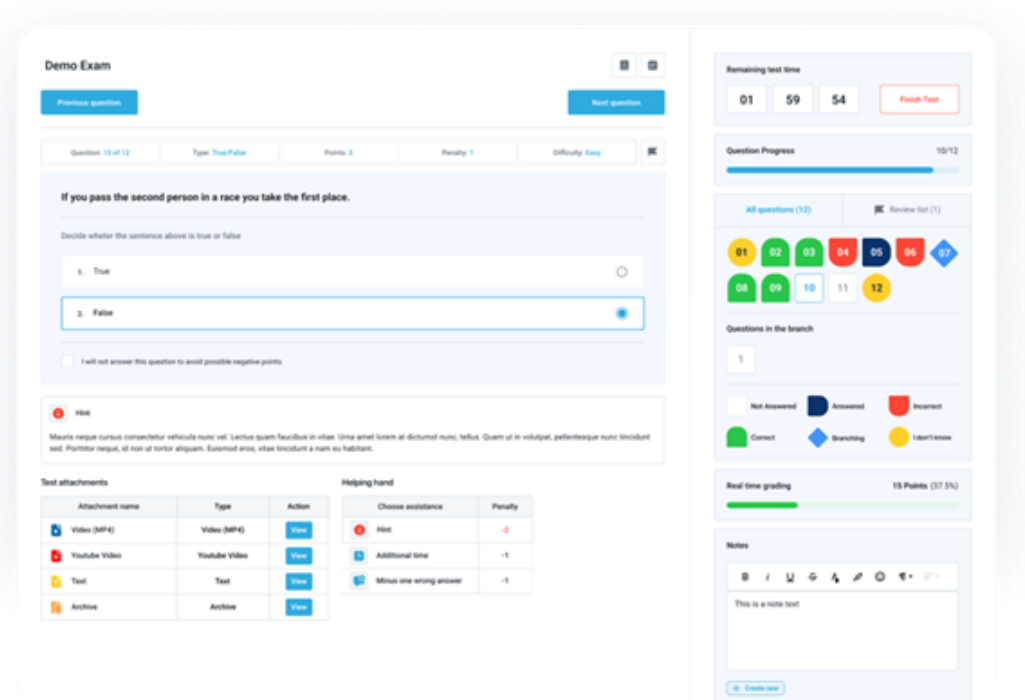 Demo Exam
Previous question
Next question
Question: 10 of 12 Type: True/False Points: 3 Penalty: 1 Difficulty: Easy
If you pass the second person in a race you take the first place.
Decide wheter the sentence above is true or false
1. True
2. False
I will not answer this question to avoid possible negative points
Hint
Mauris neque cursus consectetur vehicula nunc vel. Lectus quam faucibus in vitae. Urna amet lorem at dictumst nunc, tellus. Quam ut in volutpat, pellentesque nunc tincidunt
sed. Porttitor neque, id non ut tortor aliquam. Euismod eros, vitae tincidunt a nam eu habitant.
Test attachments
Attachment name Type Action
Video (MP4) Video (MP4) View
Youtube Video Youtube Video View
Text Text View
Archive Archive View
Helping hand
Choose assistance Penalty
Hint -2
Additional time -1
Minus one wrong answer -1
Remaining test time
01 59 54 Finish Test
Question Progress 10/12
All questions (12) Review list (1)
01 02 03 04 05 06 07
08 09 10 11 12
Questions in the branch
1
Not Answered Answered Incorrect
Correct Branching I don't know
Real time grading 15 Points (37.5%)
Notes
B i U S A
This is a note text
+ Create new